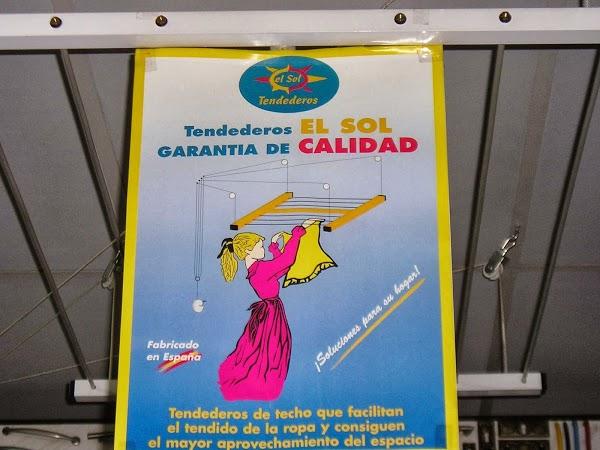 el Sol
Tendederos
Tendederos EL SOL
GARANTIA DE CALIDAD
¡Soluciones para su hogar!
Fabricado
en España
Tendederos de techo que facilitan
el tendido de la ropa y consiguen
el mayor aprovechamiento del espacio